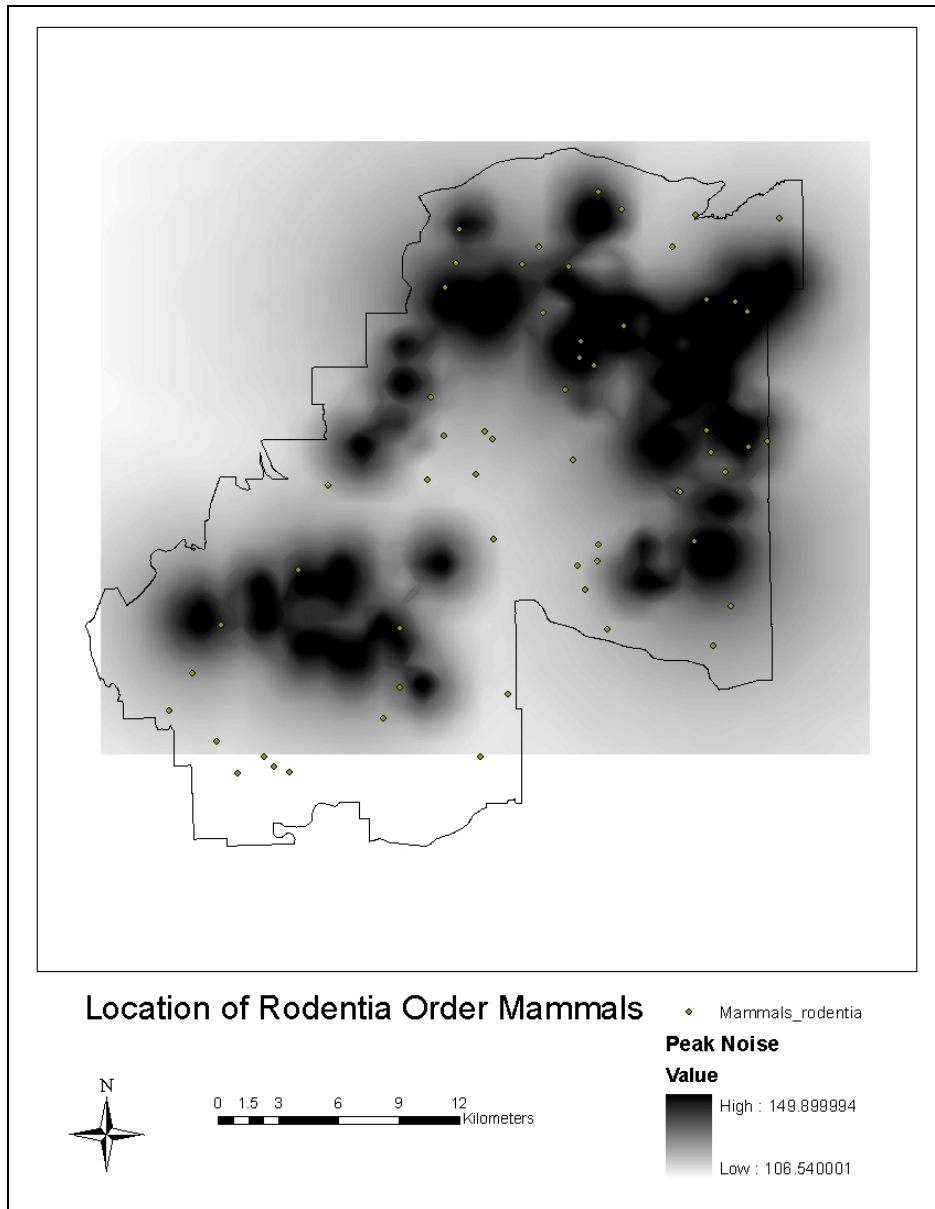 Location of Rodentia Order Mammals
N
0 1.5 3 6 9 12
Kilometers
Mammals_rodentia
Peak Noise
Value
High : 149.899994
Low : 106.540001